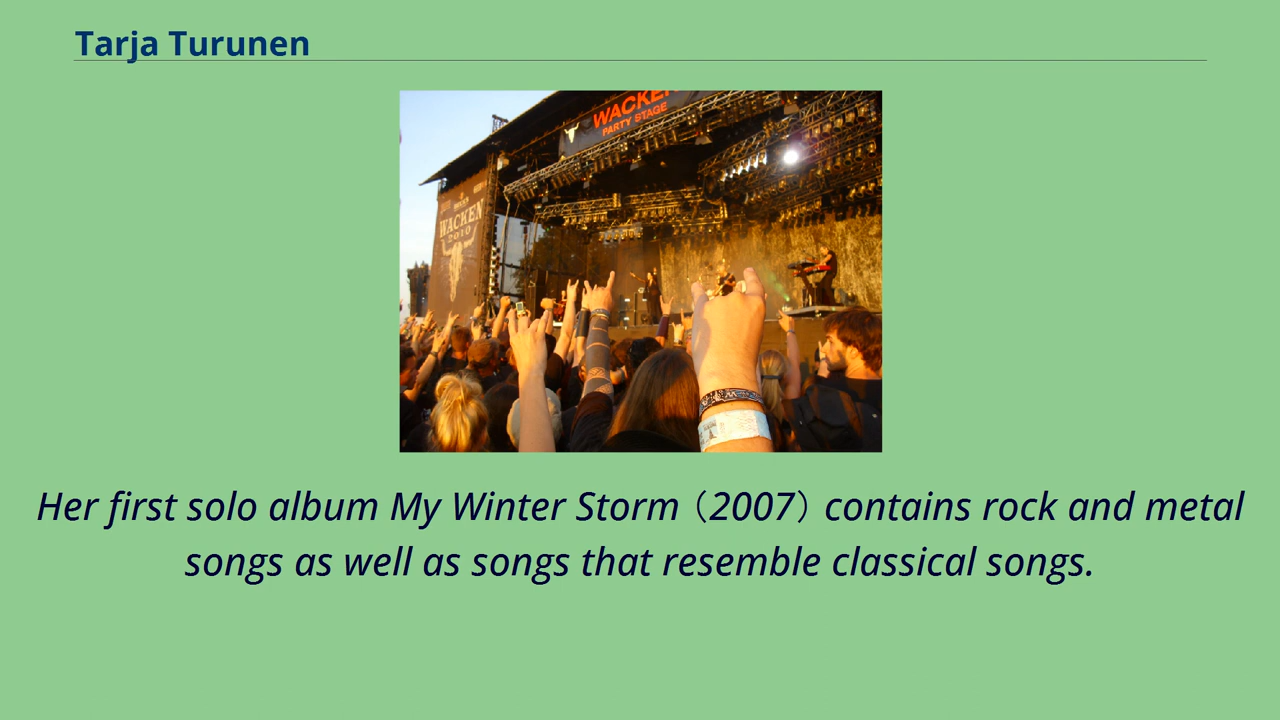 Tarja Turunen
WACKEN
PARTY STAGE
WACKEN
2010
Her first solo album My Winter Storm（2007）contains rock and metal
songs as well as songs that resemble classical songs.